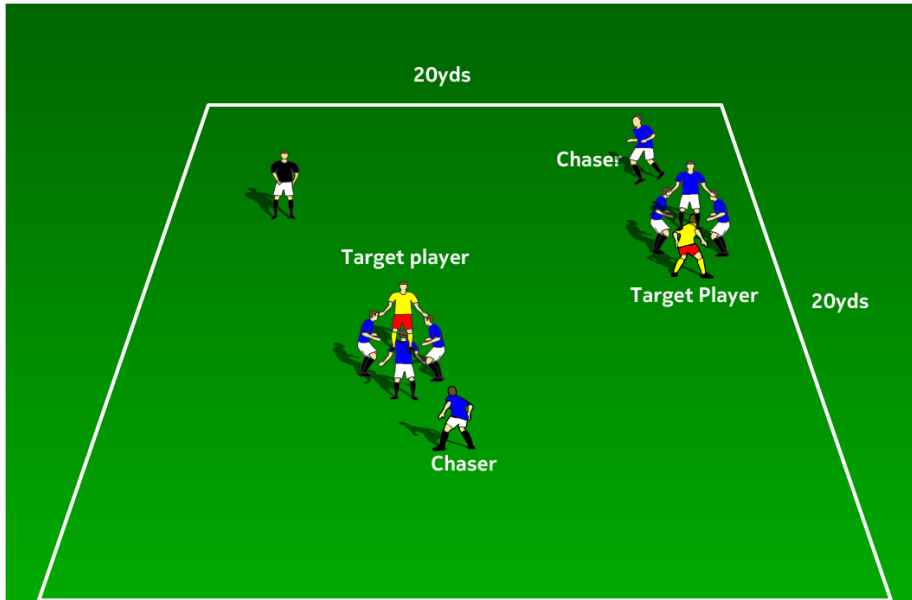 20yds
Chaser
Target player
Target Player
20yds
Chaser